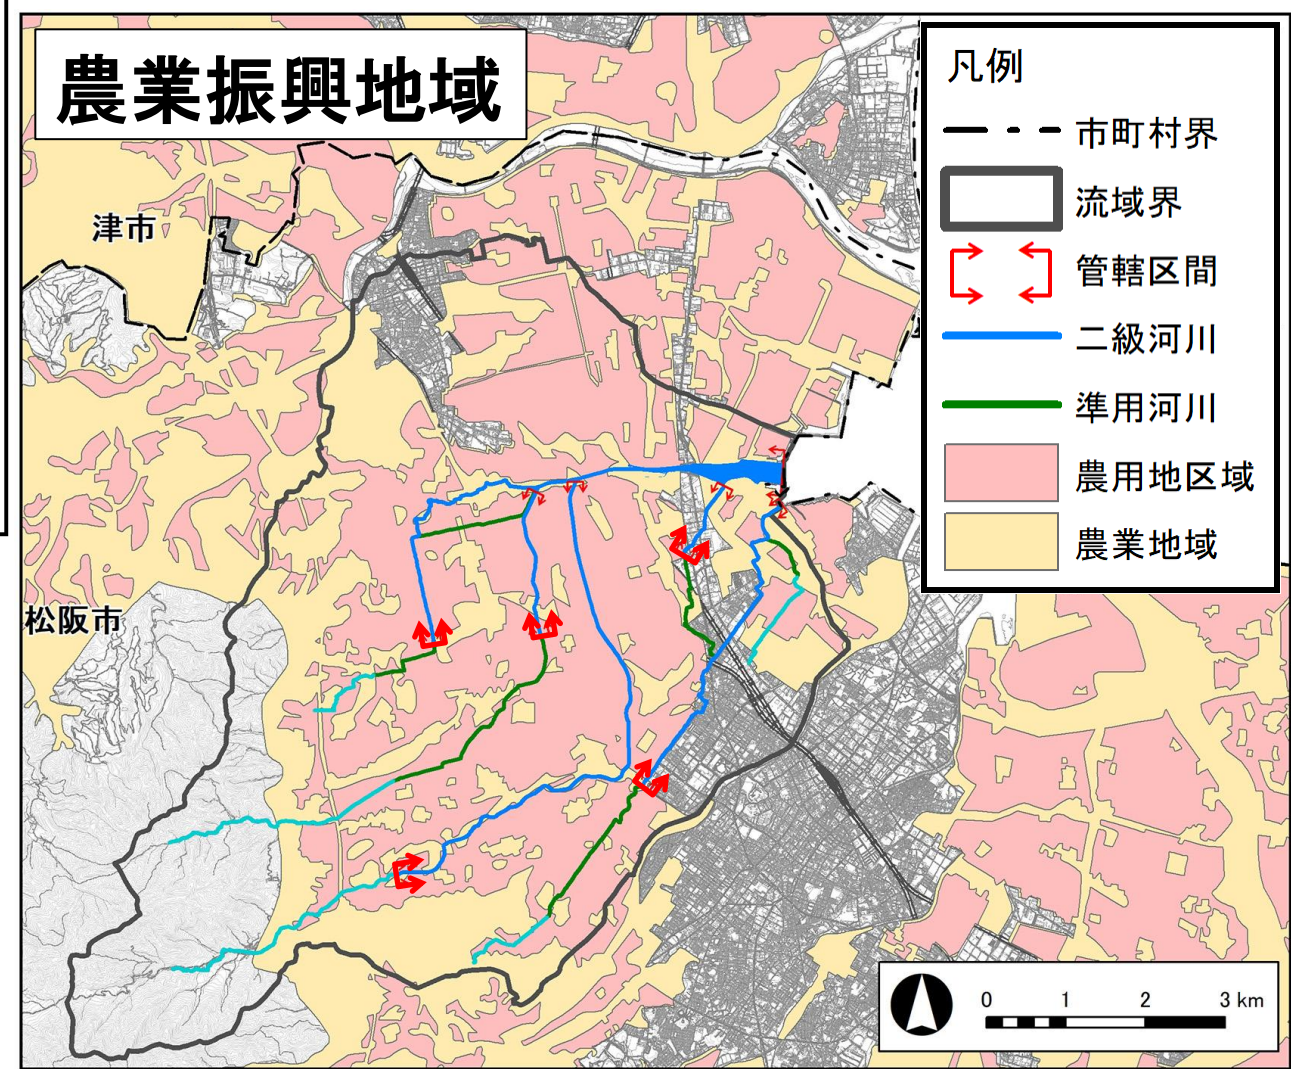 農業振興地域
津市
松阪市
凡例
市町村界
流域界
管轄区間
二級河川
準用河川
農用地区域
農業地域
0 1 2 3 km